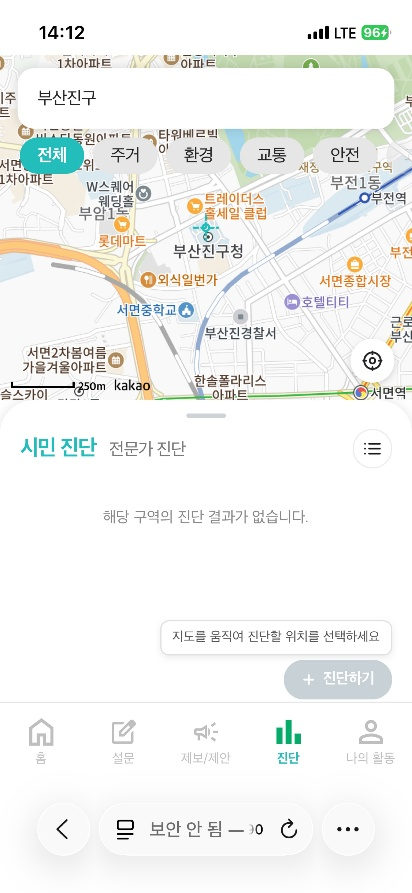 14:12
LTE 96
1차아파트
아파트
부산진구
타워베르빌
전체 주거 환경 교통 안전
부전1동
부전역
W스퀘어
웨딩홀
부암1동
트레이더스
홀세일 클럽
롯데마트
부산진구청
외식일번가
서면종합시장
서면중학교
호텔티티
부산진경찰서
서면2차봄여름
가을겨울아파트
한솔폴라리스
아파트
서면역
250m kakao
시민 진단 전문가 진단
해당 구역의 진단 결과가 없습니다.
지도를 움직여 진단할 위치를 선택하세요
+ 진단하기
홈 설문 제보/제안 진단 나의 활동
보안 안 됨 —